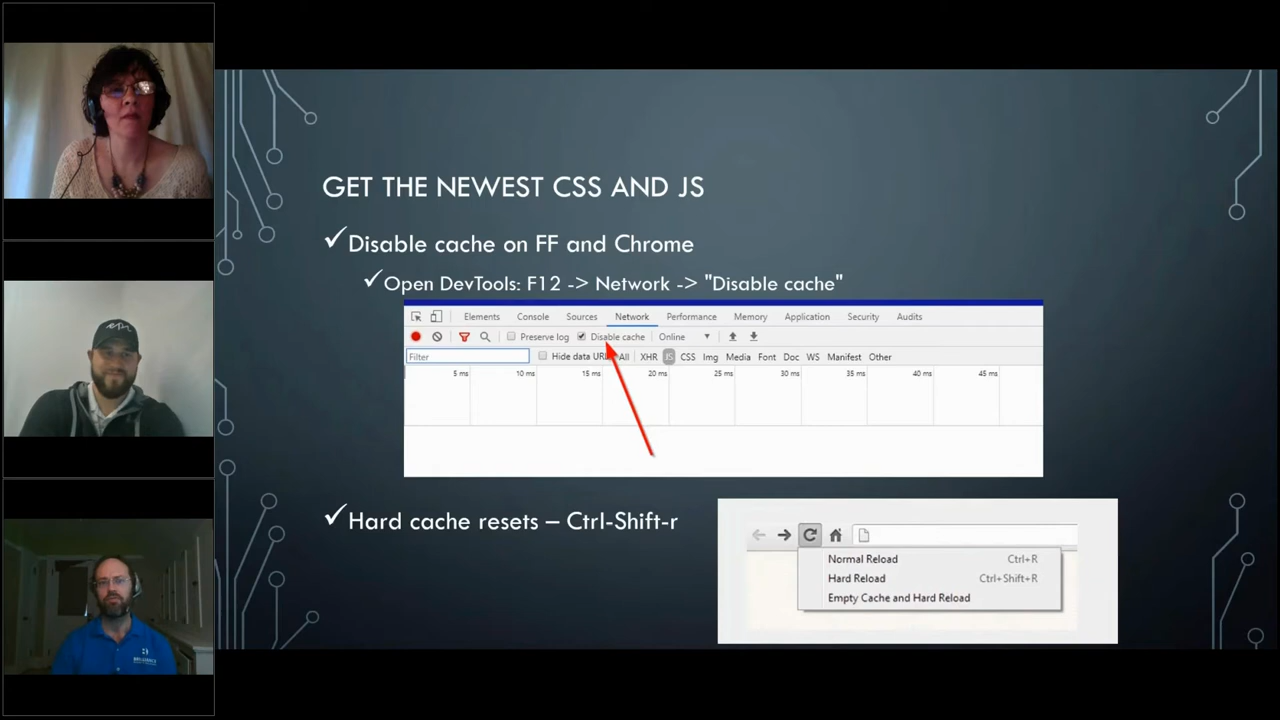 GET THE NEWEST CSS AND JS
Disable cache on FF and Chrome
Open DevTools: F12 -> Network -> "Disable cache"
Elements Console Sources Network Performance Memory Application Security Audits
Preserve log Disable cache Online
Filter Hide data URL All XHR JS CSS Img Media Font Doc WS Manifest Other
5 ms 10 ms 15 ms 20 ms 25 ms 30 ms 35 ms 40 ms 45 ms
Hard cache resets – Ctrl-Shift-r
Normal Reload Ctrl+R
Hard Reload Ctrl+Shift+R
Empty Cache and Hard Reload